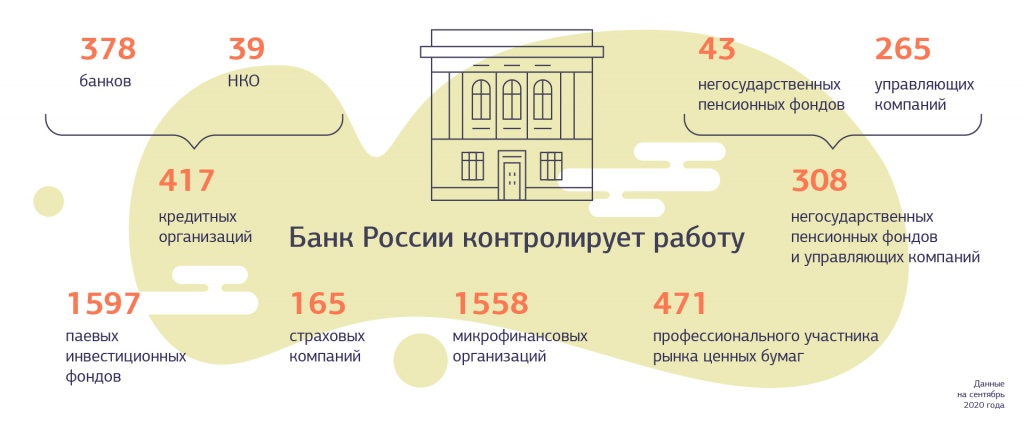 378
банков
39
НКО
417
кредитных
организаций
43
негосударственных
пенсионных фондов
265
управляющих
компаний
308
негосударственных
пенсионных фондов
и управляющих компаний
Банк России контролирует работу
1597
паевых
инвестиционных
фондов
165
страховых
компаний
1558
микрофинансовых
организаций
471
профессионального участника
рынка ценных бумаг
Данные
на сентябрь
2020 года